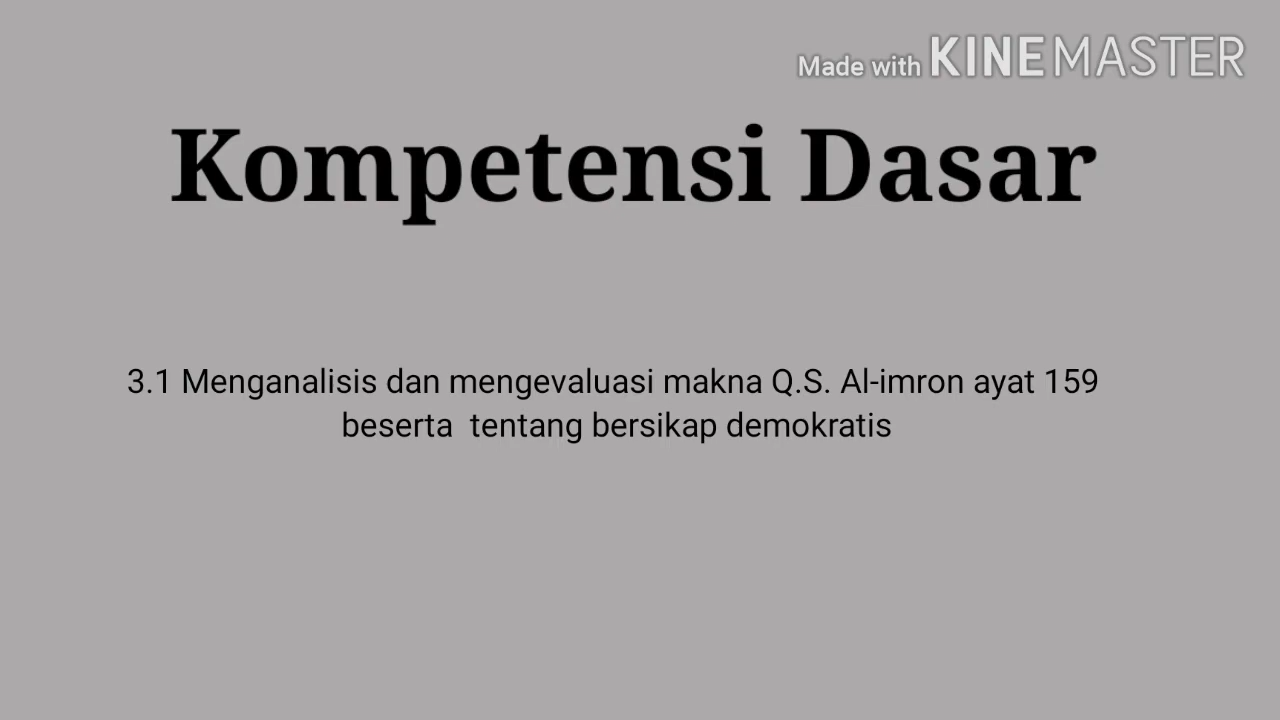 Made with KINEMASTER
Kompetensi Dasar
3.1 Menganalisis dan mengevaluasi makna Q.S. Al-imron ayat 159
beserta  tentang bersikap demokratis